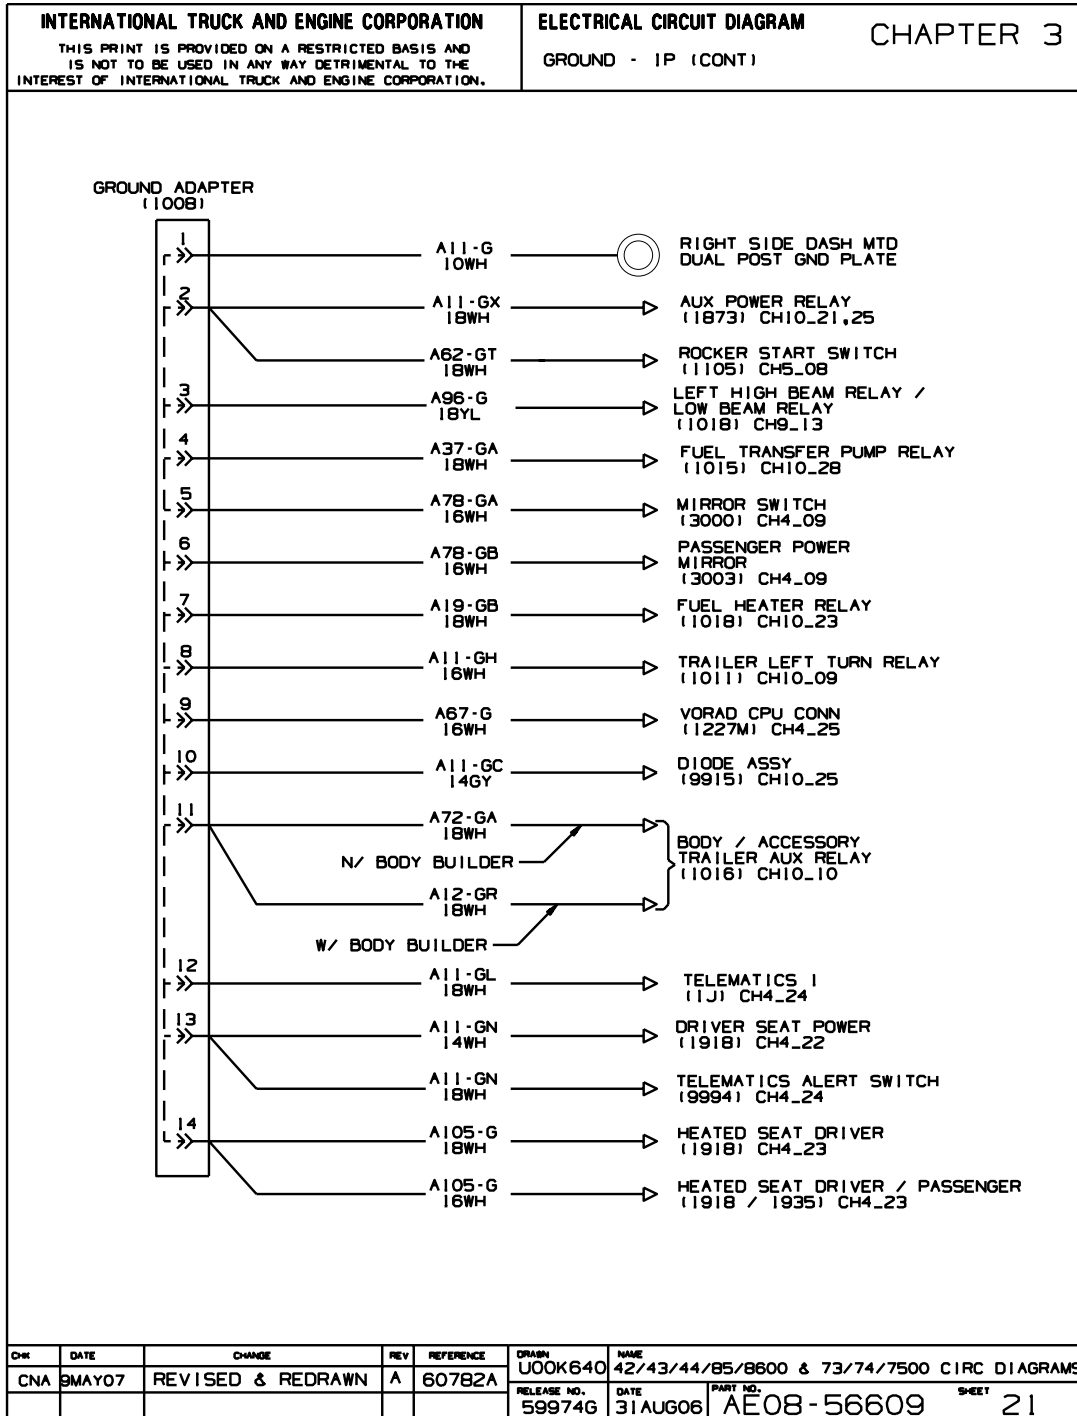 INTERNATIONAL TRUCK AND ENGINE CORPORATION
THIS PRINT IS PROVIDED ON A RESTRICTED BASIS AND
IS NOT TO BE USED IN ANY WAY DETRIMENTAL TO THE
INTEREST OF INTERNATIONAL TRUCK AND ENGINE CORPORATION.
ELECTRICAL CIRCUIT DIAGRAM
GROUND - IP (CONT)
CHAPTER 3
GROUND ADAPTER
(1008)
1
A11-G
10WH
RIGHT SIDE DASH MTD
DUAL POST GND PLATE
2
A11-GX
18WH
AUX POWER RELAY
(1873) CH10_21,25
A62-GT
18WH
ROCKER START SWITCH
(1105) CH5_08
3
A96-G
18YL
LEFT HIGH BEAM RELAY /
LOW BEAM RELAY
(1018) CH9_13
4
A37-GA
18WH
FUEL TRANSFER PUMP RELAY
(1015) CH10_28
5
A78-GA
16WH
MIRROR SWITCH
(3000) CH4_09
6
A78-GB
16WH
PASSENGER POWER
MIRROR
(3003) CH4_09
7
A19-GB
18WH
FUEL HEATER RELAY
(1018) CH10_23
8
A11-GH
16WH
TRAILER LEFT TURN RELAY
(1011) CH10_09
9
A67-G
16WH
VORAD CPU CONN
(1227M) CH4_25
10
A11-GC
14GY
DIODE ASSY
(9915) CH10_25
11
A72-GA
18WH
N/ BODY BUILDER
BODY / ACCESSORY
TRAILER AUX RELAY
(1016) CH10_10
A12-GR
18WH
W/ BODY BUILDER
12
A11-GL
18WH
TELEMATICS 1
(1J) CH4_24
13
A11-GN
14WH
DRIVER SEAT POWER
(1918) CH4_22
A11-GN
18WH
TELEMATICS ALERT SWITCH
(9994) CH4_24
14
A105-G
18WH
HEATED SEAT DRIVER
(1918) CH4_23
A105-G
16WH
HEATED SEAT DRIVER / PASSENGER
(1918 / 1935) CH4_23
CHK DATE CHANGE REV REFERENCE
CNA 9MAY07 REVISED & REDRAWN A 60782A
DRAWN
U00K640
NAME
42/43/44/85/8600 & 73/74/7500 CIRC DIAGRAMS
RELEASE NO.
59974G
DATE
31AUG06
PART NO.
AE08-56609
SHEET
21